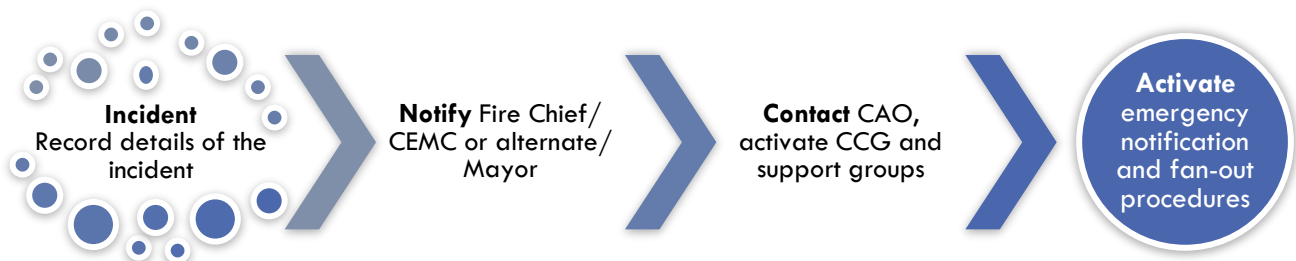 Incident
Record details of the
incident
Notify Fire Chief/
CEMC or alternate/
Mayor
Contact CAO,
activate CCG and
support groups
Activate
emergency
notification
and fan-out
procedures